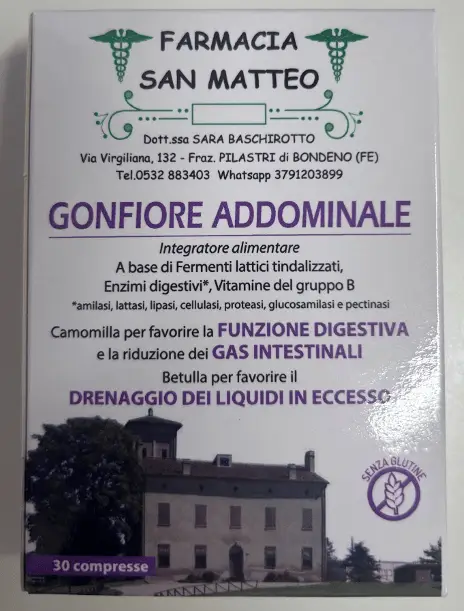 FARMACIA
SAN MATTEO
Dott.ssa SARA BASCHIROTTO
Via Virgiliana, 132 - Fraz. PILASTRI di BONDENO (FE)
Tel.0532 883403 Whatsapp 3791203899
GONFIORE ADDOMINALE
Integratore alimentare
A base di Fermenti lattici tindalizzati,
Enzimi digestivi*, Vitamine del gruppo B
*amilasi, lattasi, lipasi, cellulasi, proteasi, glucosamilasi e pectinasi
Camomilla per favorire la FUNZIONE DIGESTIVA
e la riduzione dei GAS INTESTINALI
Betulla per favorire il
DRENAGGIO DEI LIQUIDI IN ECCESSO
SENZA GLUTINE
30 compresse